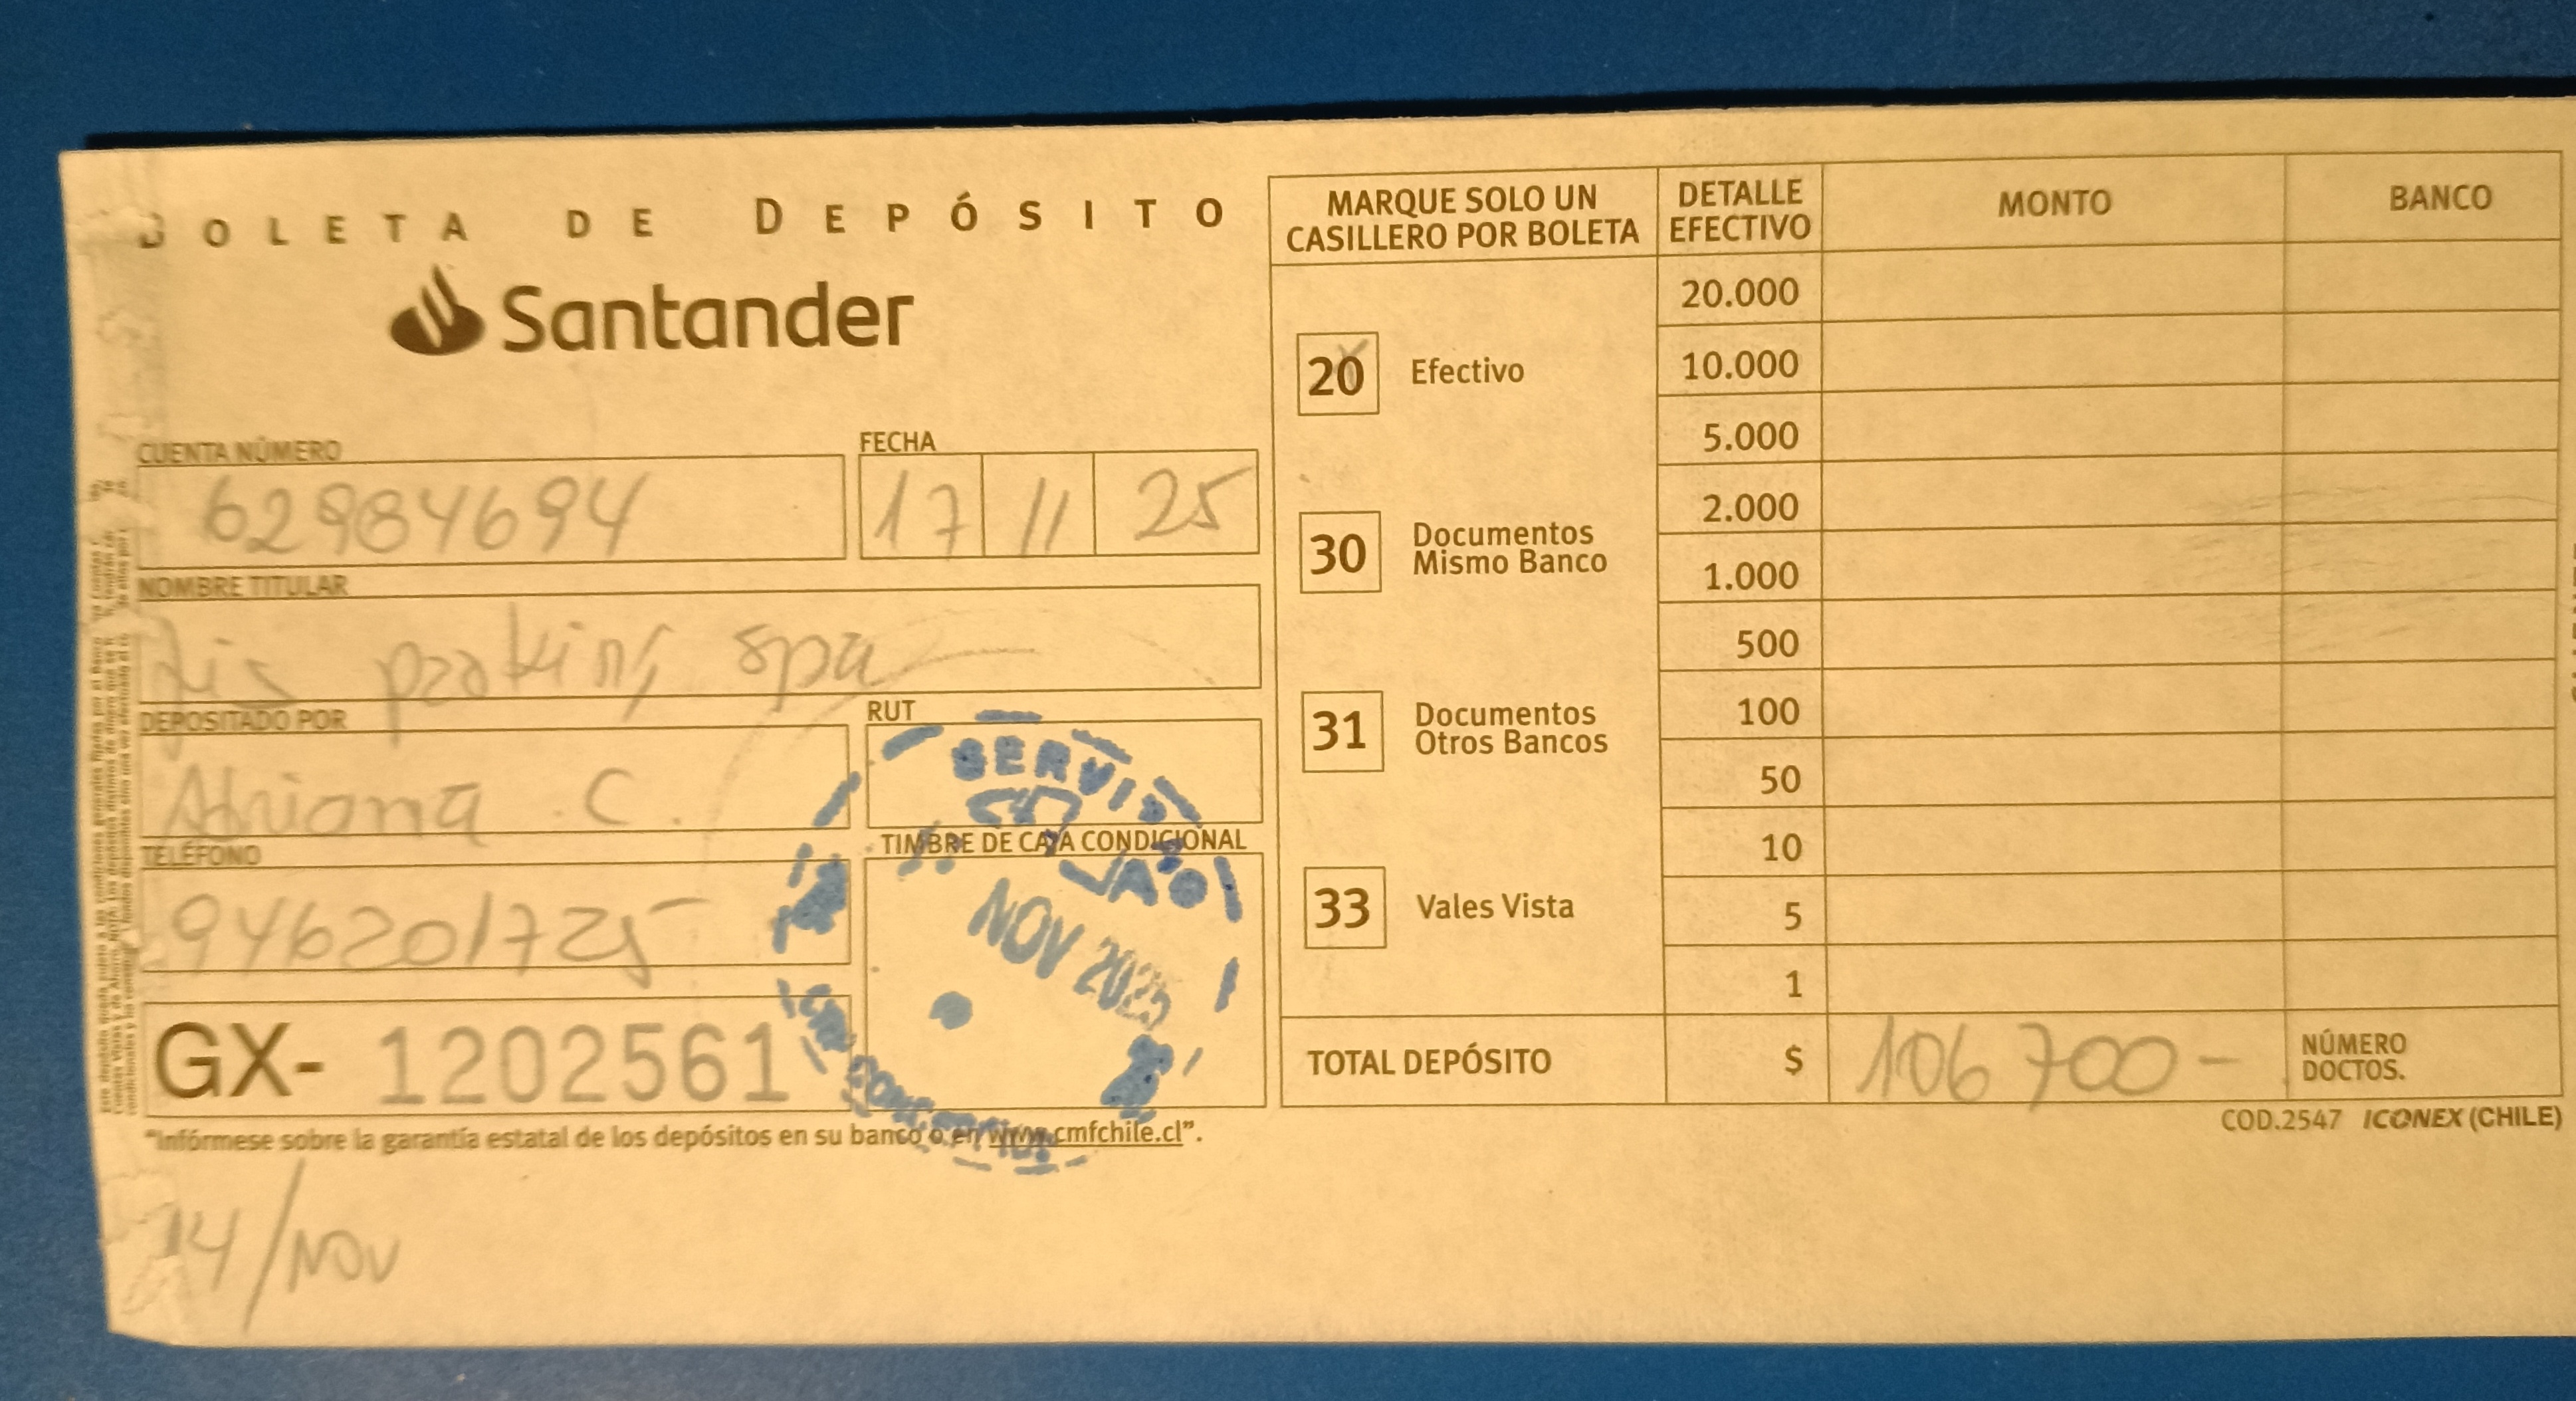 BOLETA DE DEPÓSITO
Santander
CUENTA NÚMERO
62984694
FECHA
17 11 25
NOMBRE TITULAR
parking spa
DEPOSITADO POR
Adriana C.
RUT
TELÉFONO
946201725
TIMBRE DE CAJA CONDICIONAL
SERVI
NOV 2025
GX- 1202561
"Infórmese sobre la garantía estatal de los depósitos en su banco o en www.cmfchile.cl".
14/NOV
MARQUE SOLO UN
CASILLERO POR BOLETA
20 Efectivo
30 Documentos
Mismo Banco
31 Documentos
Otros Bancos
33 Vales Vista
DETALLE
EFECTIVO
MONTO
BANCO
20.000
10.000
5.000
2.000
1.000
500
100
50
10
5
1
TOTAL DEPÓSITO $ 106700-
NÚMERO
DOCTOS.
COD.2547 ICONEX (CHILE)